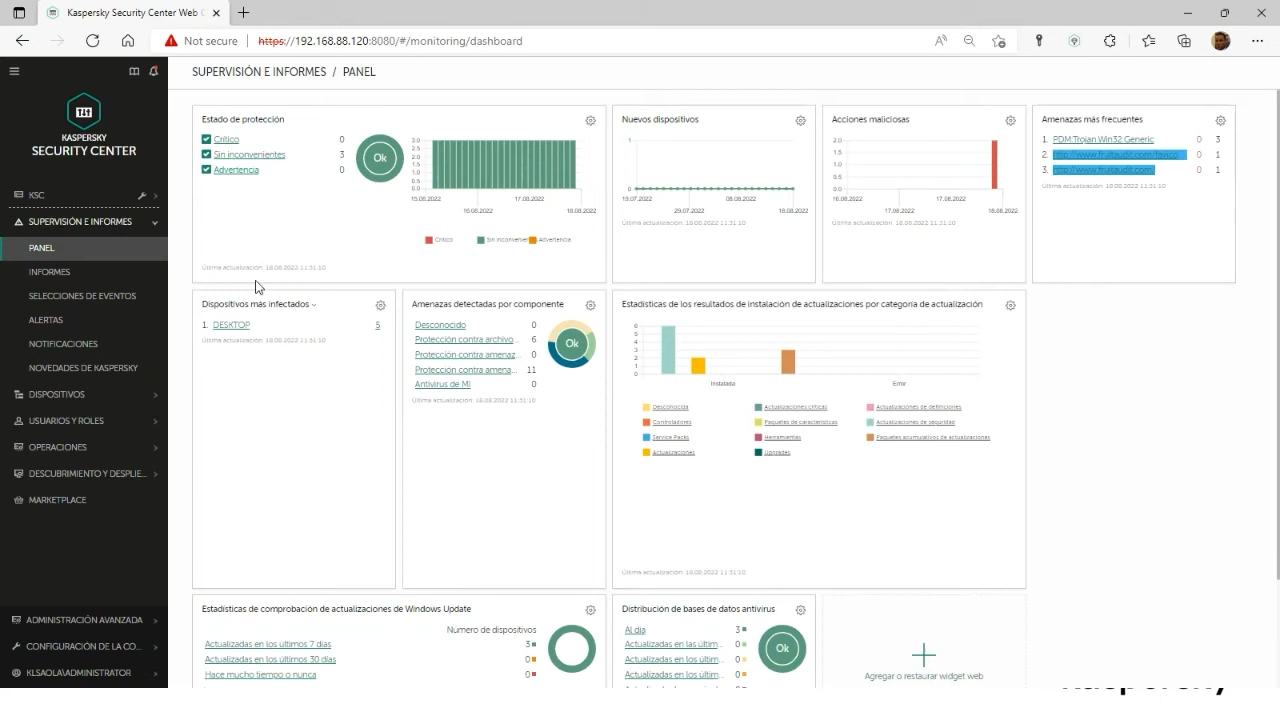 Kaspersky Security Center Web C
Not secure
https://192.168.88.120:8080/#/monitoring/dashboard
KASPERSKY
SECURITY CENTER
KSC
SUPERVISIÓN E INFORMES
PANEL
INFORMES
SELECCIONES DE EVENTOS
ALERTAS
NOTIFICACIONES
NOVEDADES DE KASPERSKY
DISPOSITIVOS
USUARIOS Y ROLES
OPERACIONES
DESCUBRIMIENTO Y DESPLIE...
MARKETPLACE
ADMINISTRACIÓN AVANZADA
CONFIGURACIÓN DE LA CO...
KLSAOLA\ADMINISTRATOR
SUPERVISIÓN E INFORMES / PANEL
Estado de protección
Crítico 0
Sin inconvenientes 3
Advertencia 0
Ok
3.0
2.5
2.0
1.5
1.0
0.5
0.0
15.08.2022
16.08.2022
17.08.2022
18.08.2022
Crítico
Sin inconvenien
Advertencia
Última actualización: 18.08.2022 11:31:10
Nuevos dispositivos
1
0
19.07.2022
29.07.2022
08.08.2022
18.08.2022
Última actualización: 18.08.2022 11:31:10
Acciones maliciosas
2.0
1.5
1.0
0.5
0.0
16.08.2022
17.08.2022
17.08.2022
18.08.2022
Última actualización: 18.08.2022 11:31:10
Amenazas más frecuentes
1. PDM:Trojan.Win32.Generic 0 3
2. 0 1
3. 0 1
Última actualización: 18.08.2022 11:31:10
Dispositivos más infectados
1. DESKTOP 5
Última actualización: 18.08.2022 11:31:10
Amenazas detectadas por componente
Desconocido 0
Protección contra archivo... 6
Protección contra amenaz... 0
Protección contra amena... 11
Antivirus de MI 0
Ok
Última actualización: 18.08.2022 11:31:10
Estadísticas de los resultados de instalación de actualizaciones por categoría de actualización
6
5
4
3
2
1
0
Instalada
Error
Desconocida
Actualizaciones críticas
Actualizaciones de definiciones
Controladores
Paquetes de características
Actualizaciones de seguridad
Service Packs
Herramientas
Paquetes acumulativos de actualizaciones
Actualizaciones
Upgrades
Última actualización: 18.08.2022 11:31:10
Estadísticas de comprobación de actualizaciones de Windows Update
Número de dispositivos
Actualizadas en los últimos 7 días 3
Actualizadas en los últimos 30 días 0
Hace mucho tiempo o nunca 0
Distribución de bases de datos antivirus
Al día 3
Actualizadas en las últim... 0
Actualizadas en los últim... 0
Actualizadas en los últim... 0
Ok
Agregar o restaurar widget web